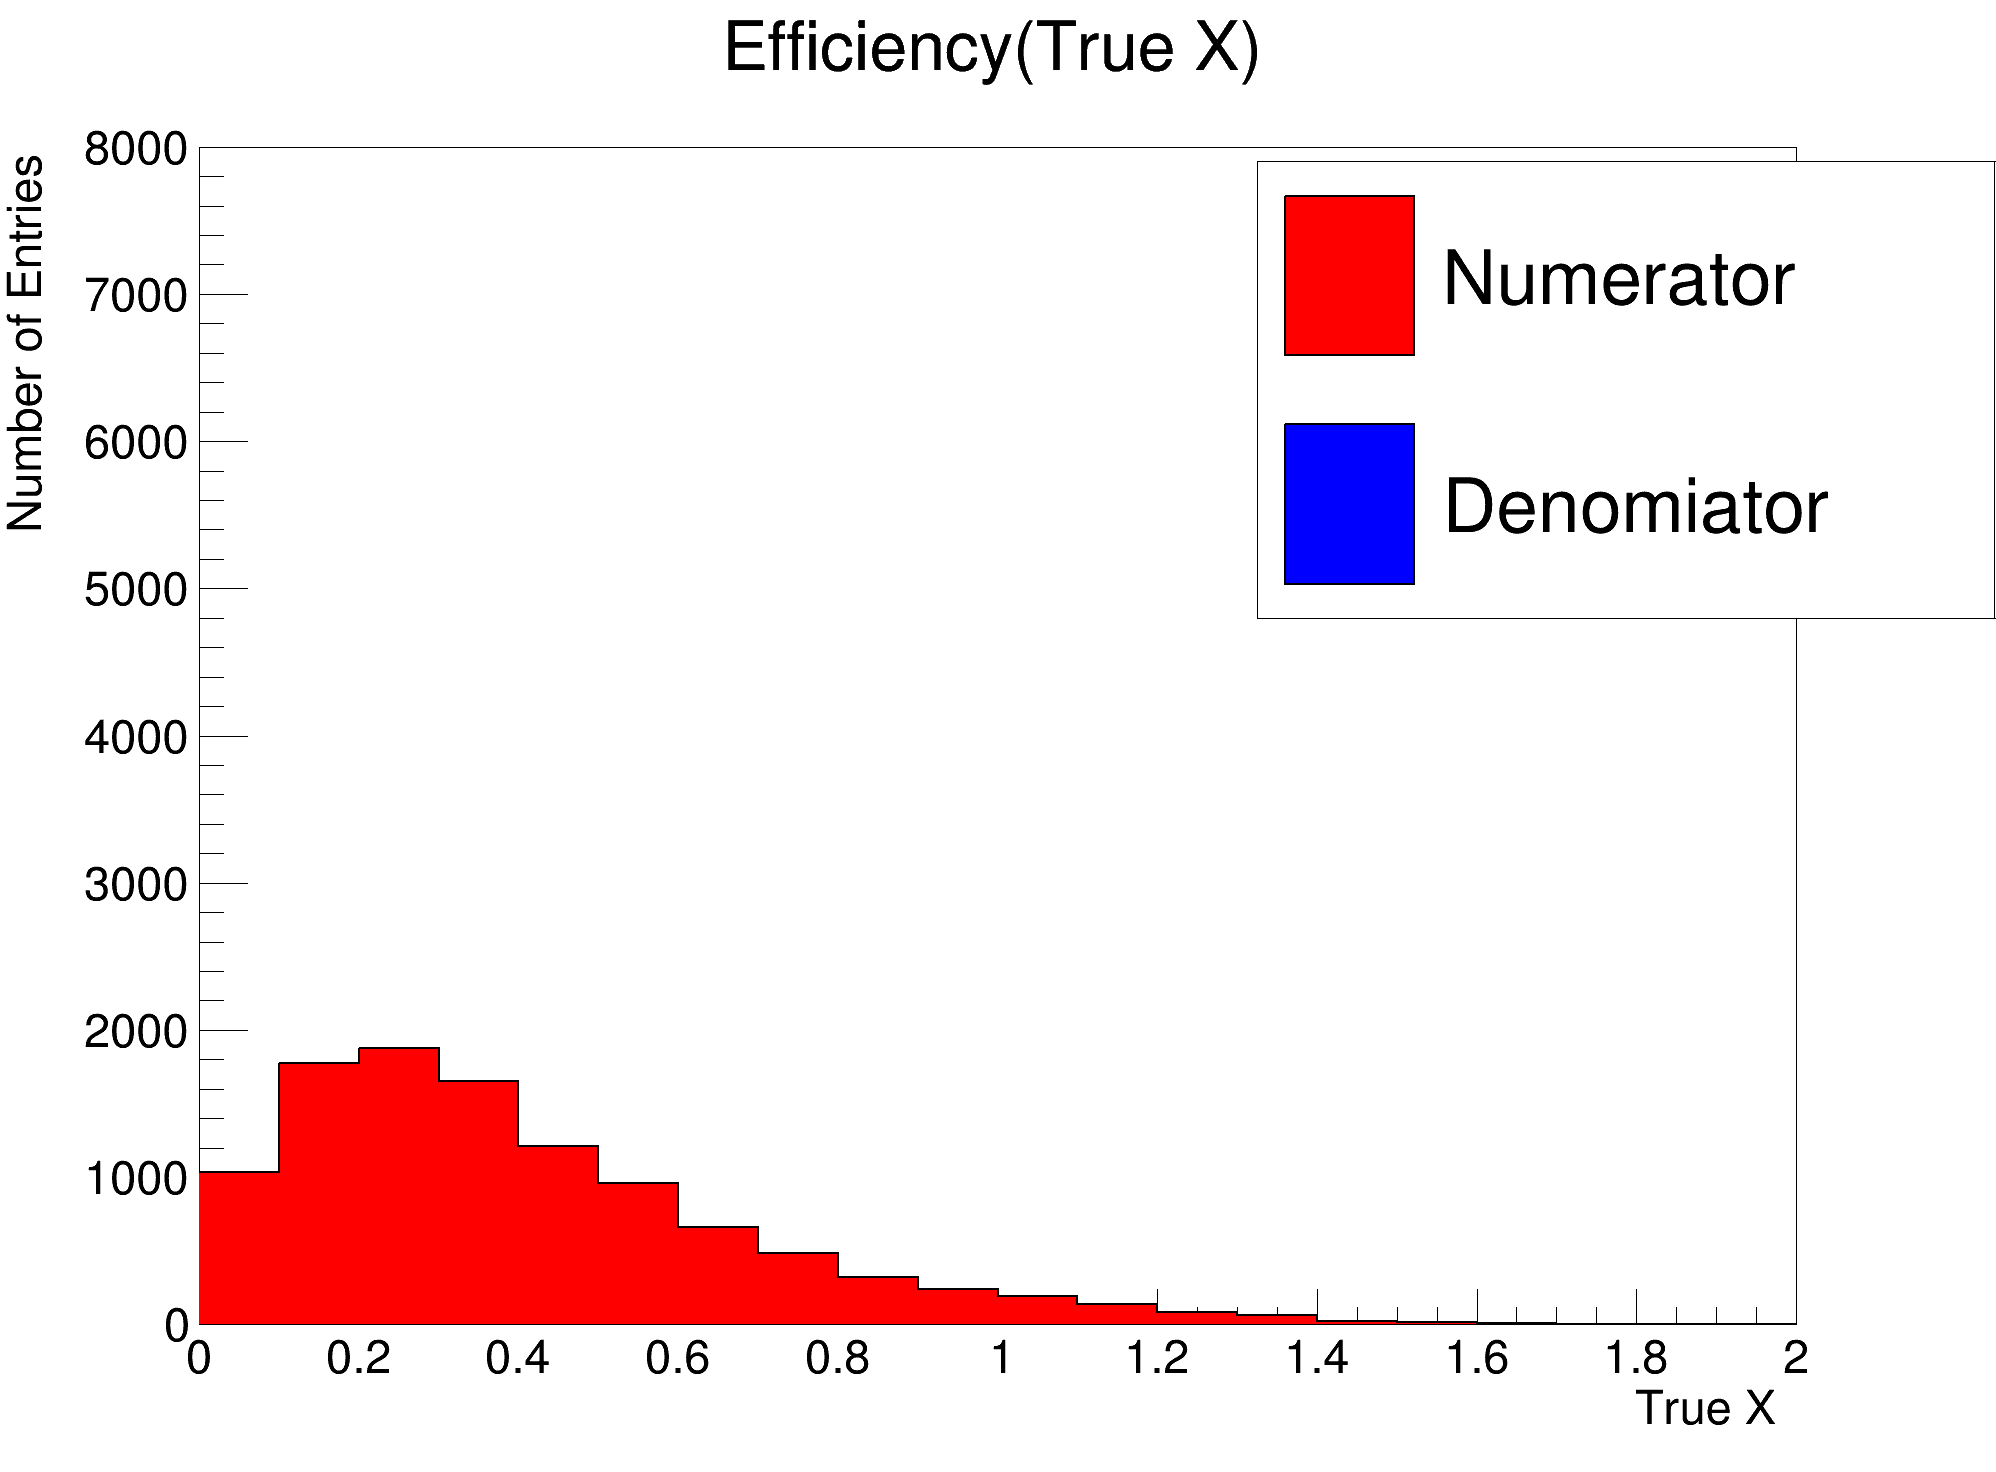 Efficiency(True X)
Number of Entries
8000
7000
6000
5000
4000
3000
2000
1000
0
Numerator
Denomiator
0 0.2 0.4 0.6 0.8 1 1.2 1.4 1.6 1.8 2
True X